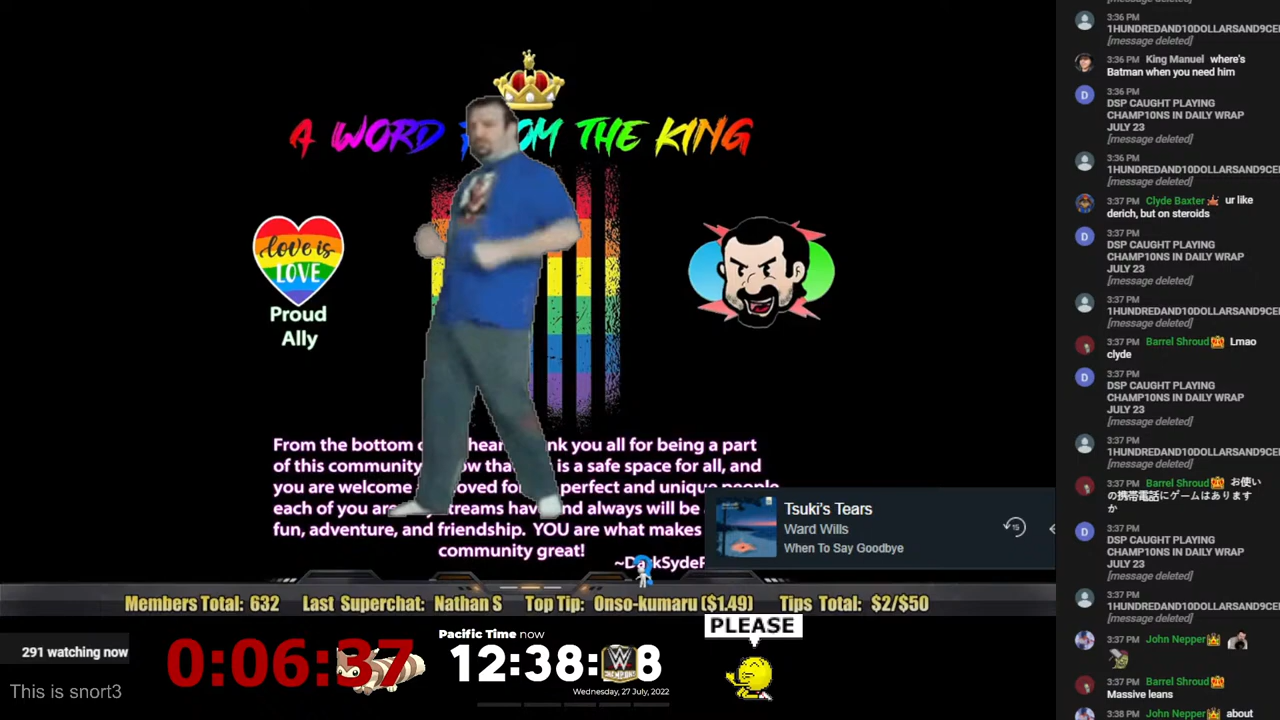 A WORD THE KING
love is
LOVE
Proud
Ally
From the bottom you all for being a part
of this community is a safe space for all, and
you are welcome perfect and unique people
each of you are and always will be
fun, adventure, and friendship. YOU are what makes
community great!
Tsuki's Tears
Ward Wills
When To Say Goodbye
15
Members Total: 632 Last Superchat: Nathan S Top Tip: Onso-kumaru ($1.49) Tips Total: $2/$50
291 watching now
This is snort3
0:06:37
Pacific Time now
12:38: 8
Wednesday, 27 July, 2022
PLEASE
[message deleted]
3:36 PM
1HUNDREDAND10DOLLARSAND9CE
[message deleted]
3:36 PM King Manuel where's
Batman when you need him
3:36 PM
DSP CAUGHT PLAYING
CHAMP10NS IN DAILY WRAP
JULY 23
[message deleted]
3:36 PM
1HUNDREDAND10DOLLARSAND9CE
[message deleted]
3:37 PM Clyde Baxter ur like
derich, but on steroids
3:37 PM
DSP CAUGHT PLAYING
CHAMP10NS IN DAILY WRAP
JULY 23
[message deleted]
3:37 PM
1HUNDREDAND10DOLLARSAND9CE
[message deleted]
3:37 PM Barrel Shroud Lmao
clyde
3:37 PM
DSP CAUGHT PLAYING
CHAMP10NS IN DAILY WRAP
JULY 23
[message deleted]
3:37 PM
1HUNDREDAND10DOLLARSAND9CE
[message deleted]
3:37 PM Barrel Shroud お使い
の携帯電話にゲームはあります
か
3:37 PM
DSP CAUGHT PLAYING
CHAMP10NS IN DAILY WRAP
JULY 23
[message deleted]
3:37 PM
1HUNDREDAND10DOLLARSAND9CE
[message deleted]
3:37 PM John Nepper
3:37 PM Barrel Shroud
Massive leans
3:38 PM John Nepper about